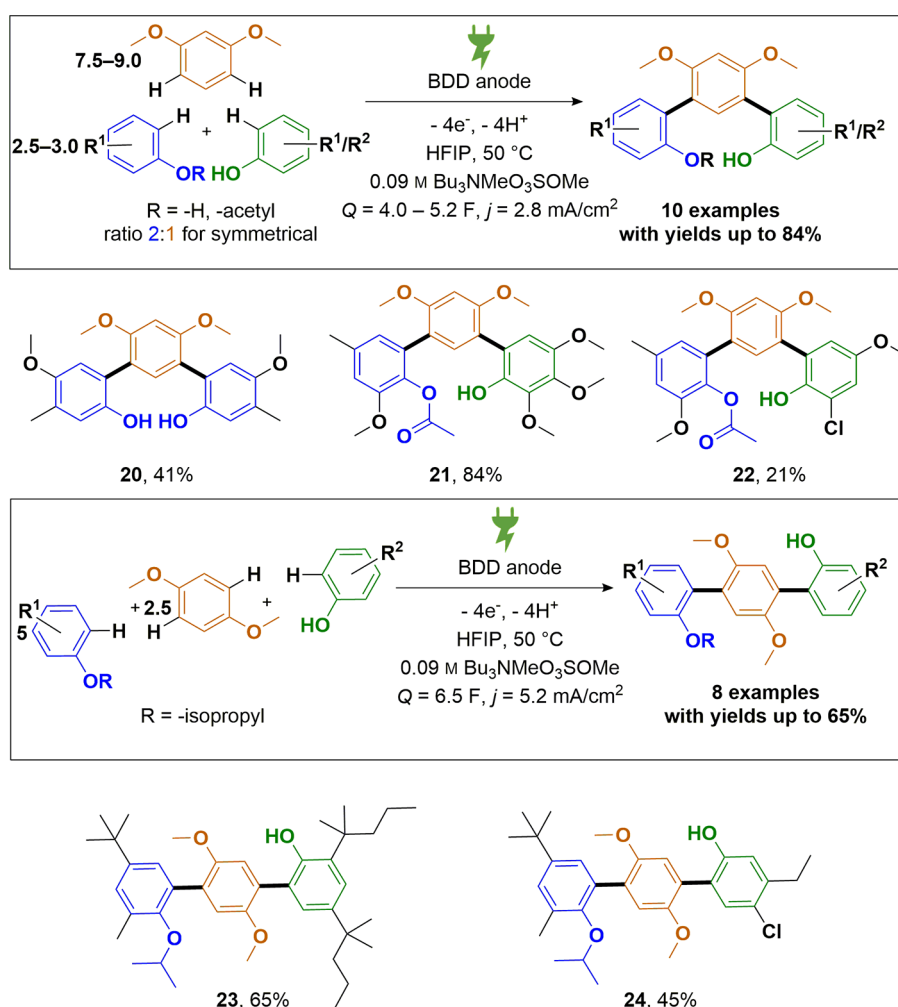 O O
7.5–9.0
H H
H H
2.5–3.0 R¹ + R¹/R²
OR HO
R = -H, -acetyl
ratio 2:1 for symmetrical
BDD anode
- 4e⁻, - 4H⁺
HFIP, 50 °C
0.09 M Bu₃NMeO₃SOMe
Q = 4.0 – 5.2 F, j = 2.8 mA/cm²
O O
R¹ R¹/R²
OR HO
10 examples
with yields up to 84%
O O O O
OH HO
20, 41%
O O O
O HO O
O O O
21, 84%
O O O
HO
O O Cl
O
22, 21%
R¹
5 H
OR
+ 2.5
O H
H O
+
R²
H
HO
R = -isopropyl
BDD anode
- 4e⁻, - 4H⁺
HFIP, 50 °C
0.09 M Bu₃NMeO₃SOMe
Q = 6.5 F, j = 5.2 mA/cm²
O HO
R¹ R²
OR O
8 examples
with yields up to 65%
O HO
O O
23, 65%
O HO
O O Cl
24, 45%